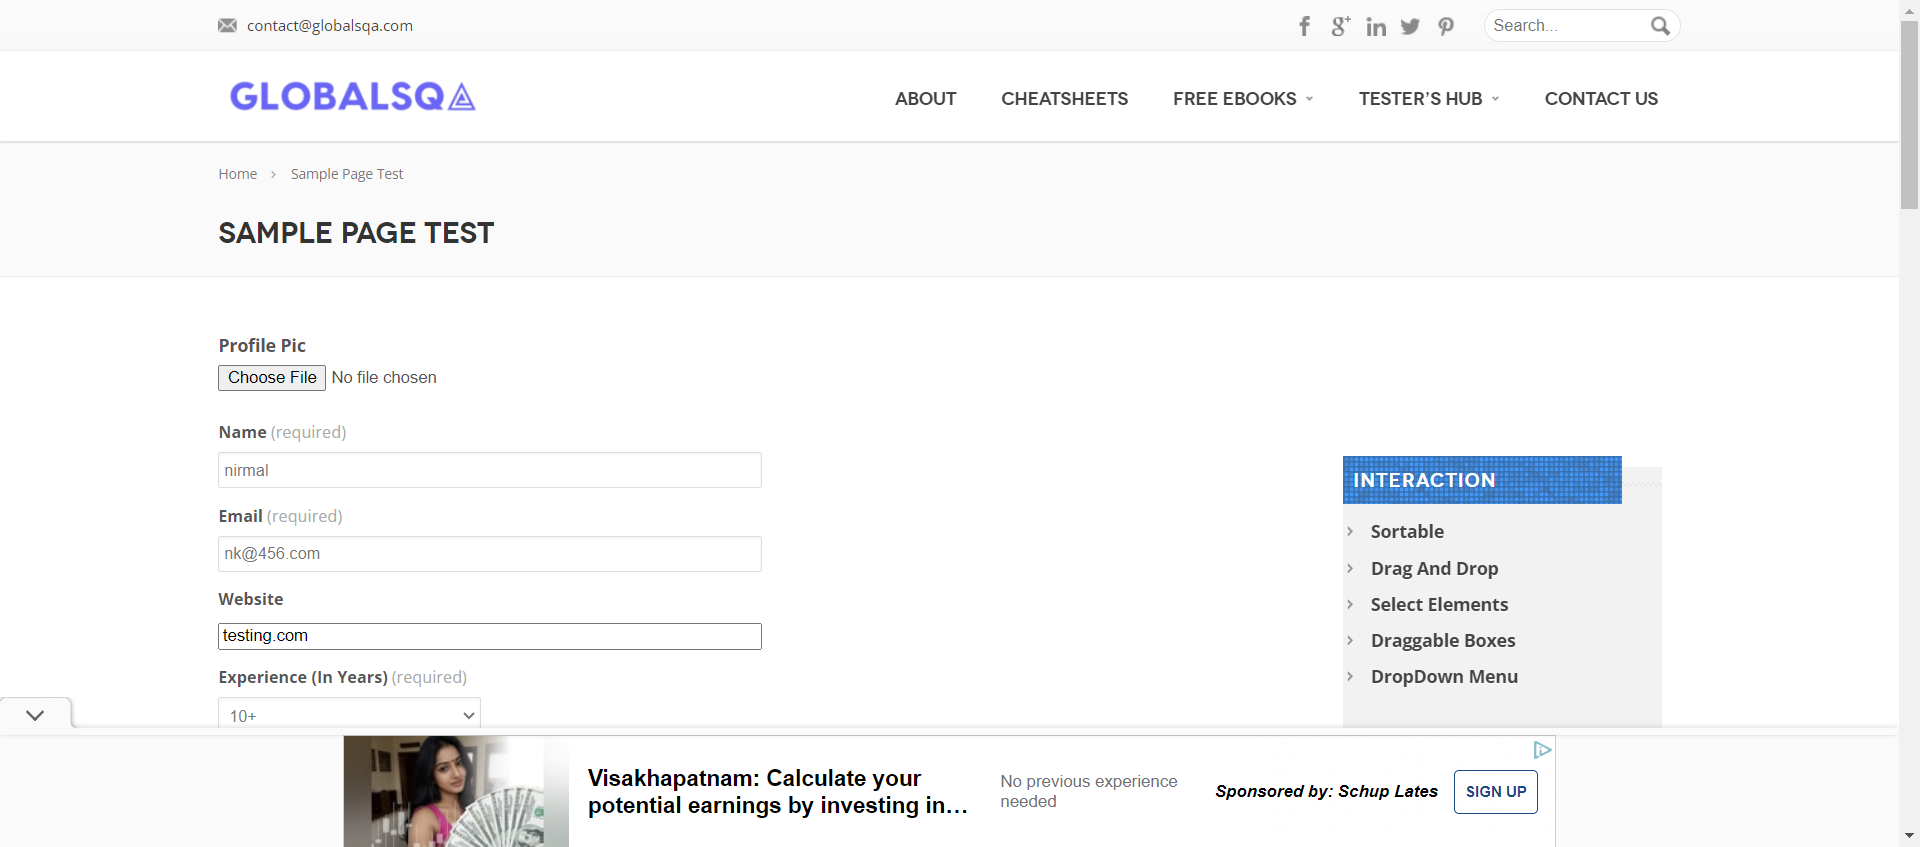 contact@globalsqa.com
Search...
GLOBALSQA
ABOUT
CHEATSHEETS
FREE EBOOKS
TESTER’S HUB
CONTACT US
Home
Sample Page Test
SAMPLE PAGE TEST
Profile Pic
Choose File No file chosen
Name (required)
nirmal
Email (required)
nk@456.com
Website
testing.com
Experience (In Years) (required)
10+
INTERACTION
Sortable
Drag And Drop
Select Elements
Draggable Boxes
DropDown Menu
Visakhapatnam: Calculate your
potential earnings by investing in...
No previous experience
needed
Sponsored by: Schup Lates
SIGN UP